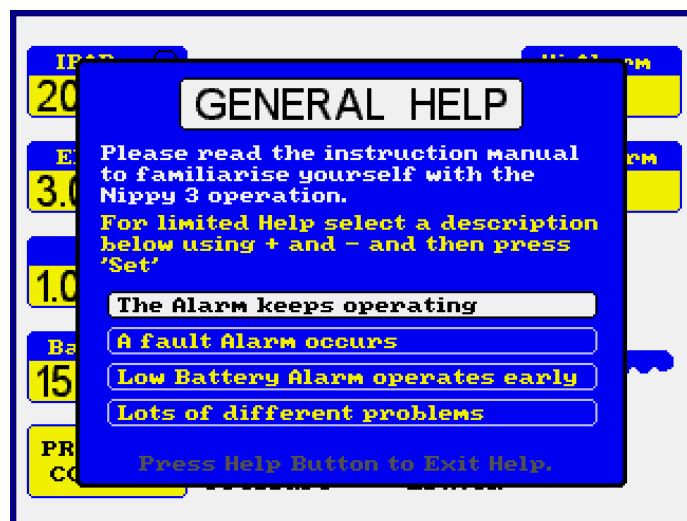 GENERAL HELP
Please read the instruction manual
to familiarise yourself with the
Nippy 3 operation.
For limited Help select a description
below using + and - and then press
'Set'
The Alarm keeps operating
A fault Alarm occurs
Low Battery Alarm operates early
Lots of different problems
Press Help Button to Exit Help.
20
3.0
1.0
15